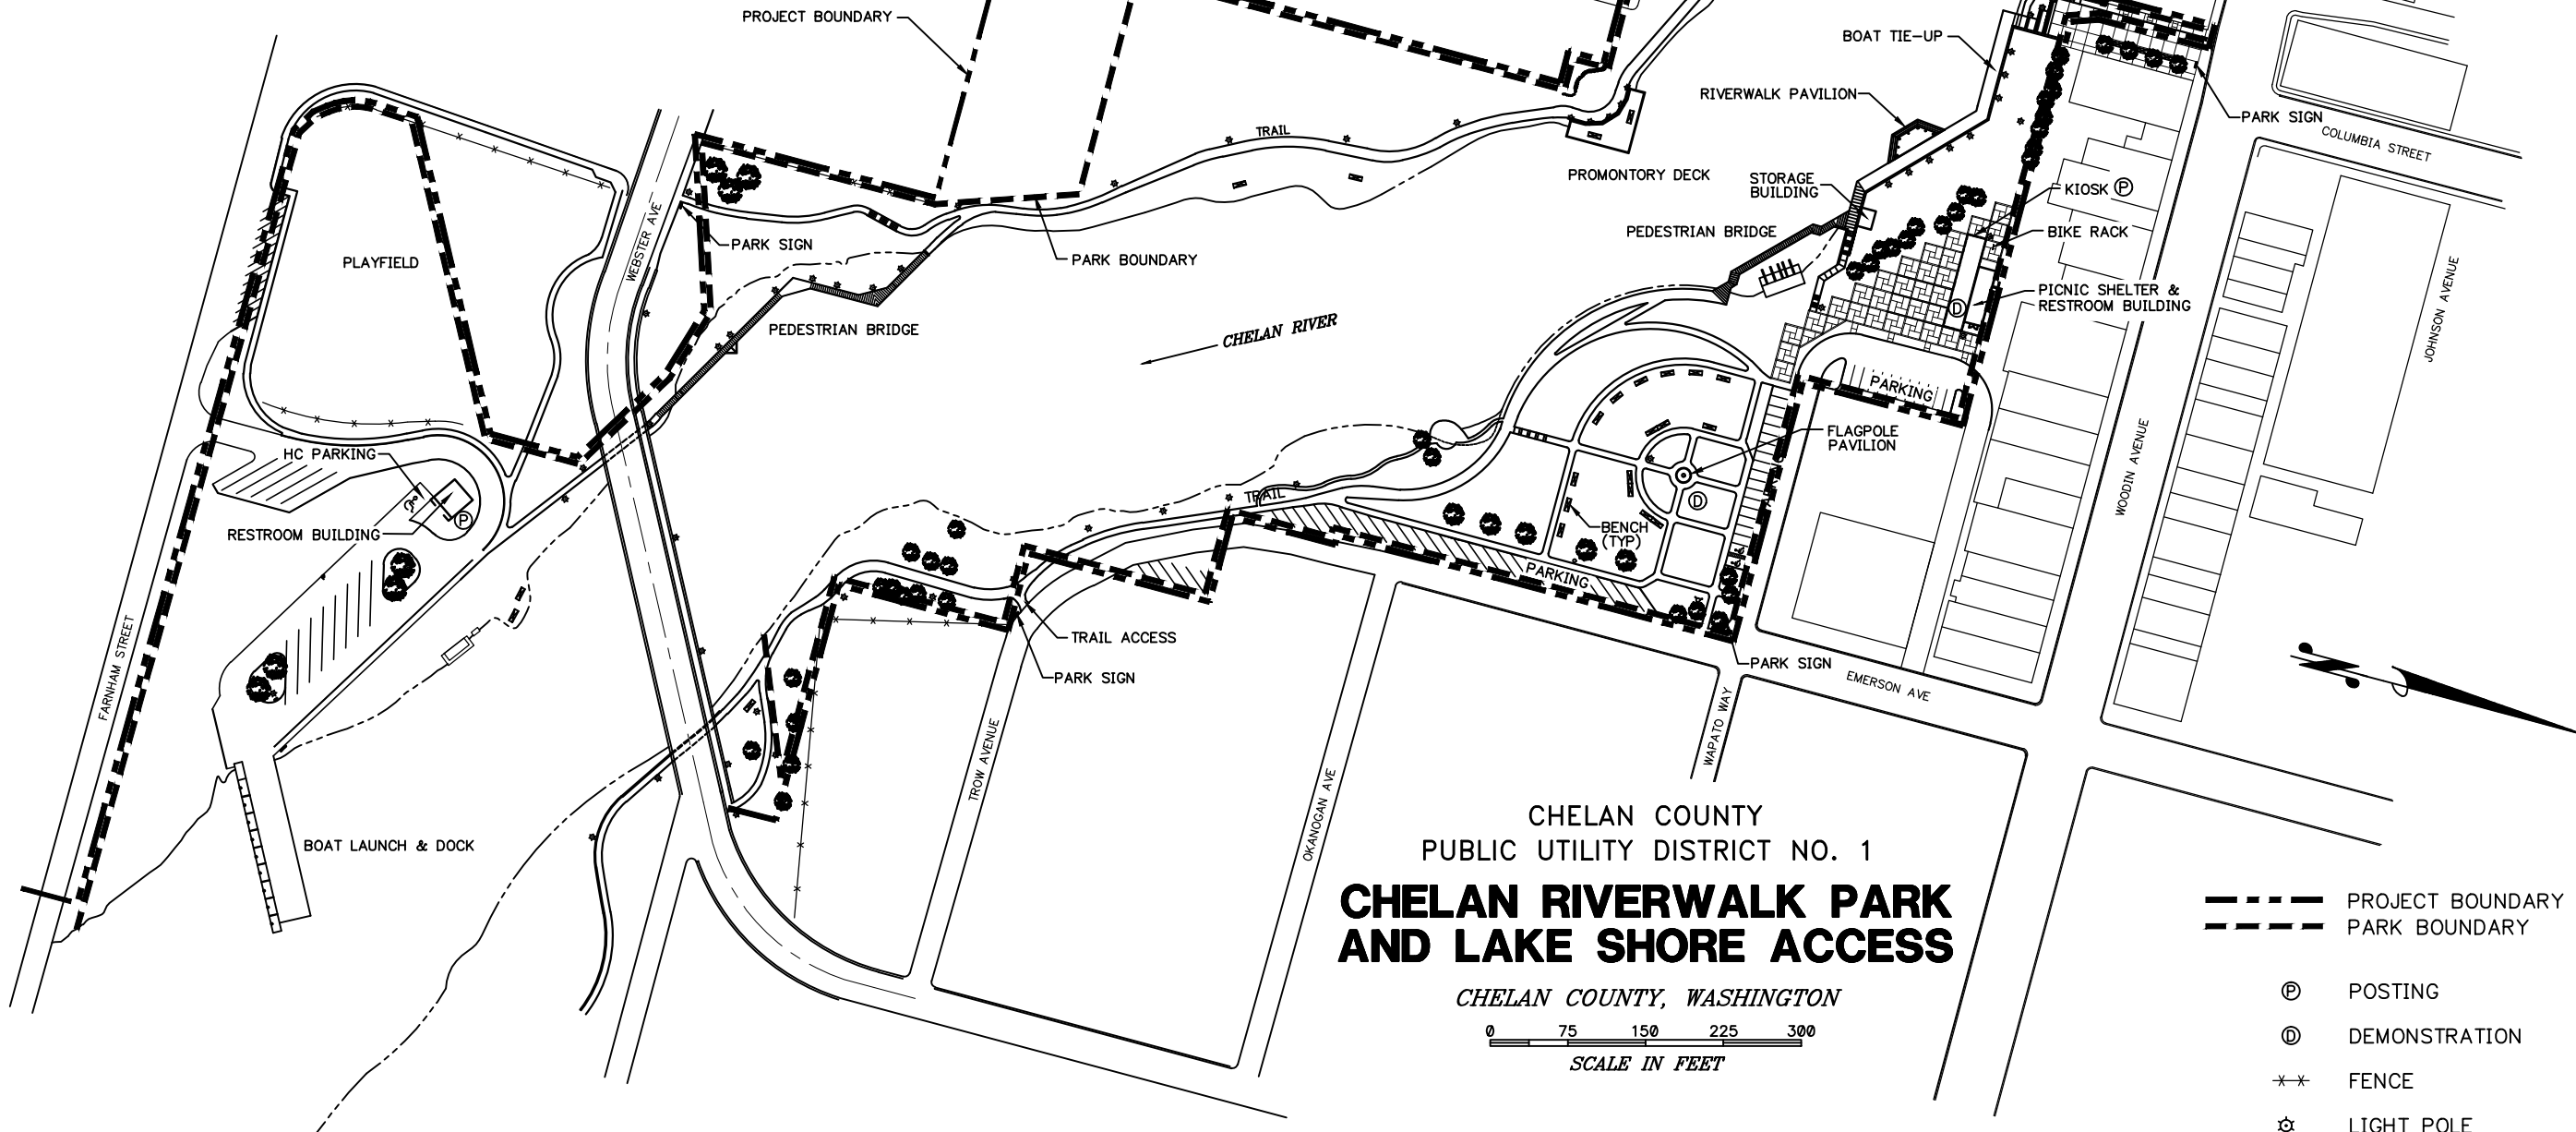 PROJECT BOUNDARY
BOAT TIE-UP
RIVERWALK PAVILION
PARK SIGN
COLUMBIA STREET
TRAIL
PROMONTORY DECK
STORAGE
BUILDING
KIOSK P
PEDESTRIAN BRIDGE
BIKE RACK
WEBSTER AVE
PARK SIGN
PLAYFIELD
PARK BOUNDARY
PICNIC SHELTER &
RESTROOM BUILDING
D
JOHNSON AVENUE
PEDESTRIAN BRIDGE
CHELAN RIVER
PARKING
FLAGPOLE
PAVILION
HC PARKING
WOODIN AVENUE
TRAIL
D
P
RESTROOM BUILDING
BENCH
(TYP)
PARKING
FARNHAM STREET
TRAIL ACCESS
PARK SIGN
PARK SIGN
EMERSON AVE
WAPATO WAY
TROW AVENUE
OKANOGAN AVE
BOAT LAUNCH & DOCK
CHELAN COUNTY
PUBLIC UTILITY DISTRICT NO. 1
CHELAN RIVERWALK PARK
AND LAKE SHORE ACCESS
CHELAN COUNTY, WASHINGTON
0 75 150 225 300
SCALE IN FEET
PROJECT BOUNDARY
PARK BOUNDARY
P POSTING
D DEMONSTRATION
FENCE
LIGHT POLE